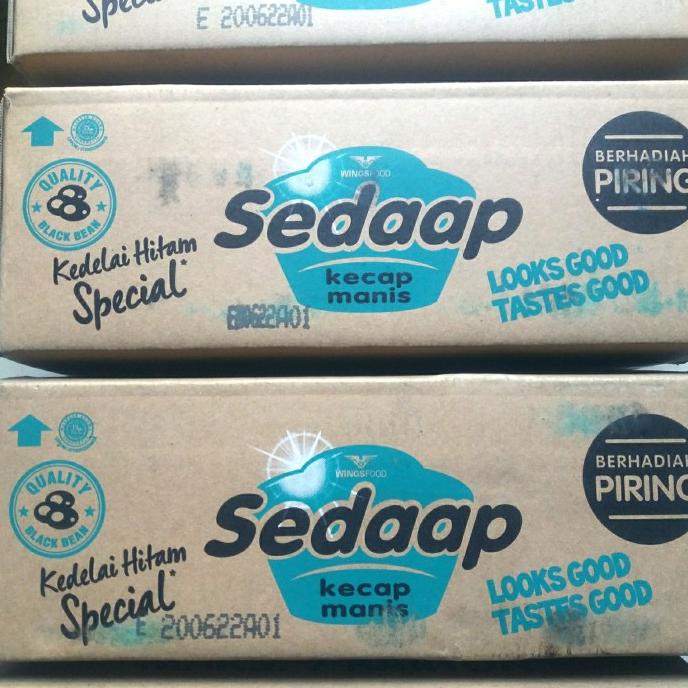 Special
E 200622A01
TASTES
QUALITY
BLACK BEAN
Kedelai Hitam
Special*
WINGSFOOD
Sedaap
kecap
manis
BERHADIAH
PIRING
LOOKS GOOD
TASTES GOOD
QUALITY
BLACK BEAN
Kedelai Hitam
Special*
E 200622A01
WINGSFOOD
Sedaap
kecap
manis
BERHADIAH
PIRING
LOOKS GOOD
TASTES GOOD